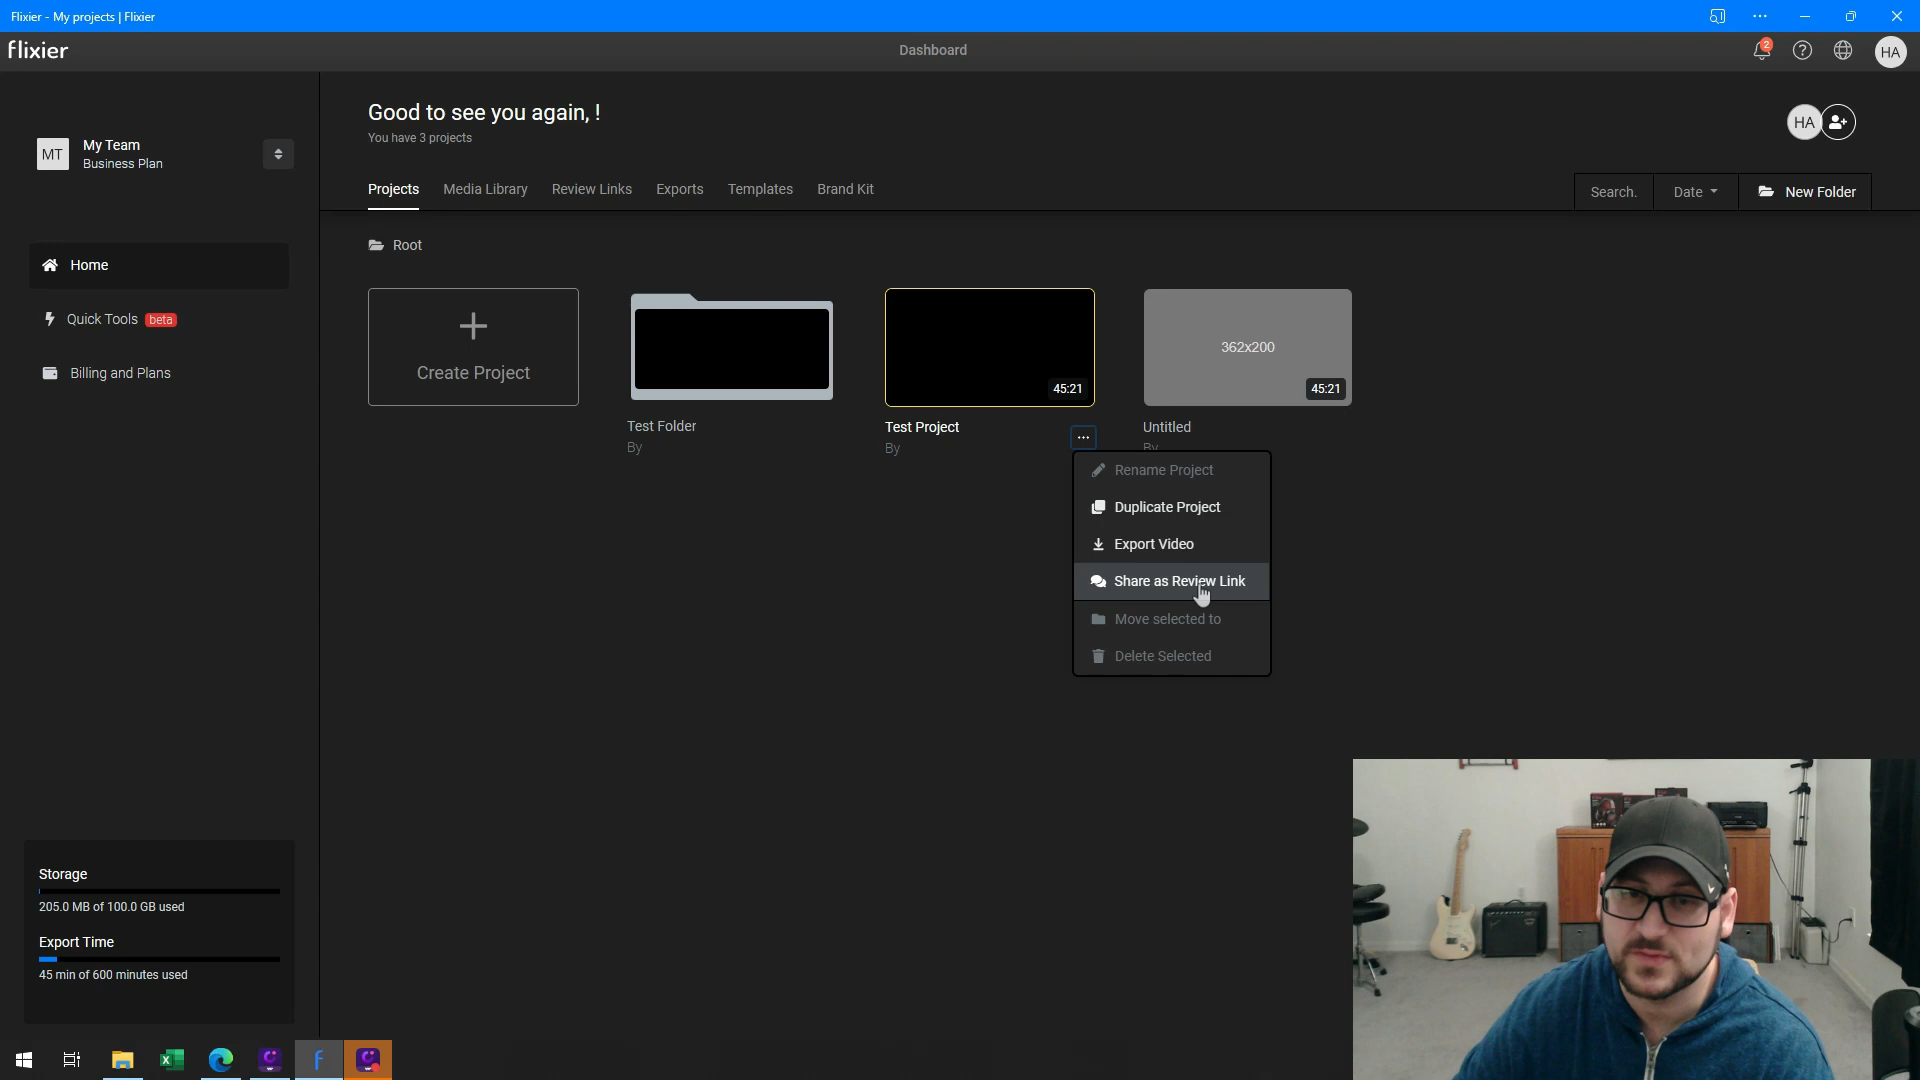 Flixier - My projects | Flixier
flixier
Dashboard
2
HA
MT
My Team
Business Plan
Good to see you again, !
You have 3 projects
HA
Projects
Media Library
Review Links
Exports
Templates
Brand Kit
Search.
Date
New Folder
Home
Quick Tools beta
Billing and Plans
Root
Create Project
Test Folder
By
45:21
Test Project
By
...
362x200
45:21
Untitled
By
Rename Project
Duplicate Project
Export Video
Share as Review Link
Move selected to
Delete Selected
Storage
205.0 MB of 100.0 GB used
Export Time
45 min of 600 minutes used